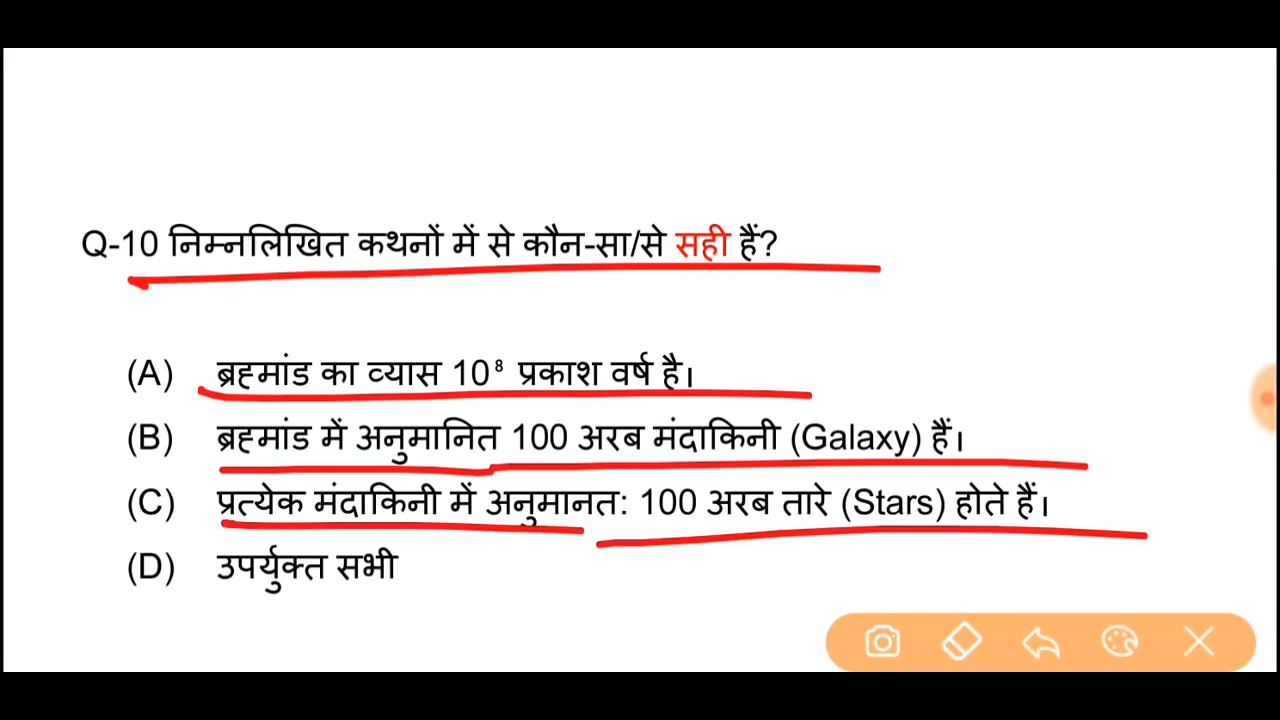 Q-10 निम्नलिखित कथनों में से कौन-सा/से सही हैं?
(A) ब्रह्मांड का व्यास 10⁸ प्रकाश वर्ष है।
(B) ब्रह्मांड में अनुमानित 100 अरब मंदाकिनी (Galaxy) हैं।
(C) प्रत्येक मंदाकिनी में अनुमानत: 100 अरब तारे (Stars) होते हैं।
(D) उपर्युक्त सभी